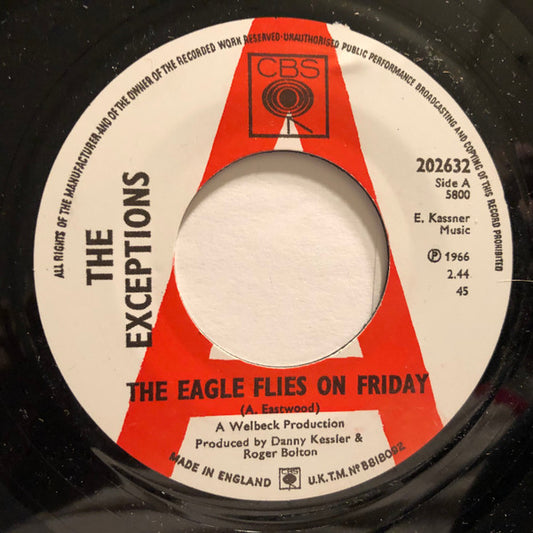 ALL RIGHTS OF THE MANUFACTURER AND OF THE OWNER OF THE RECORDED WORK RESERVED·UNAUTHORISED PUBLIC PERFORMANCE BROADCASTING AND COPYING OF THIS RECORD PROHIBITED
CBS
THE
EXCEPTIONS
202632
Side A
5800
E. Kassner
Music
℗ 1966
2.44
45
THE EAGLE FLIES ON FRIDAY
(A. Eastwood)
A Welbeck Production
Produced by Danny Kessler &
Roger Bolton
MADE IN ENGLAND CBS U.K.T.M. Nº B818092
A